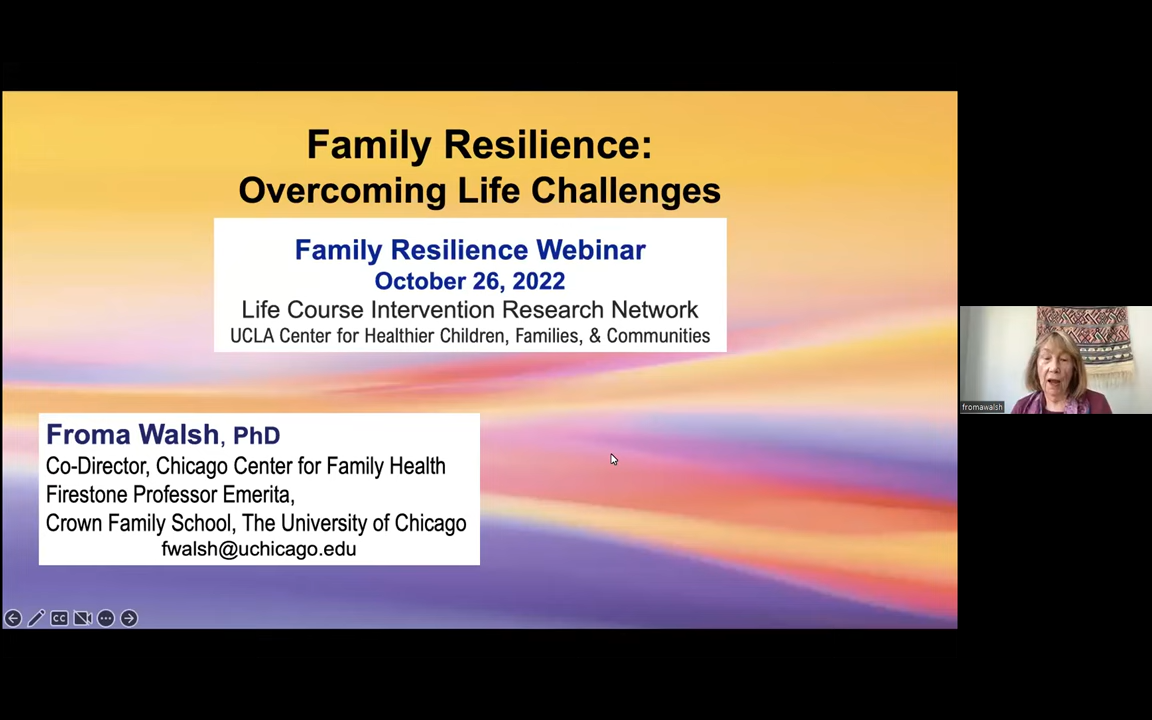 Family Resilience:
Overcoming Life Challenges
Family Resilience Webinar
October 26, 2022
Life Course Intervention Research Network
UCLA Center for Healthier Children, Families, & Communities
Froma Walsh, PhD
Co-Director, Chicago Center for Family Health
Firestone Professor Emerita,
Crown Family School, The University of Chicago
fwalsh@uchicago.edu
fromawalsh
CC